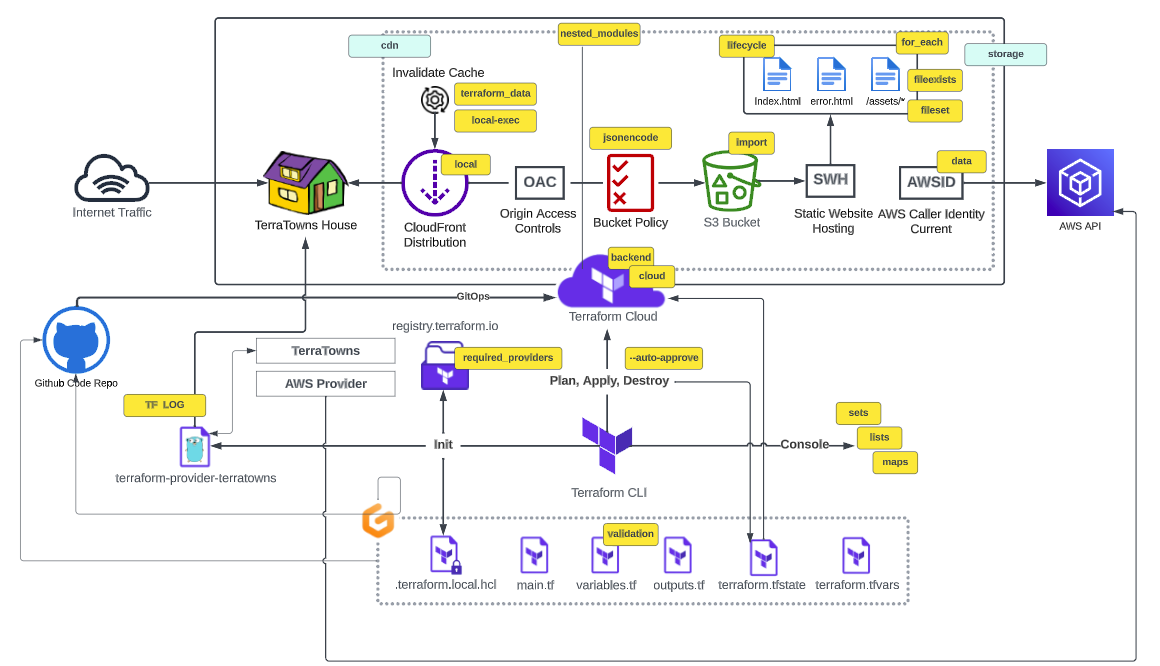 nested_modules
cdn
lifecycle
for_each
storage
Invalidate Cache
terraform_data
local-exec
Index.html
error.html
/assets/*
fileexists
fileset
jsonencode
import
local
data
OAC
SWH
AWSID
Internet Traffic
TerraTowns House
CloudFront
Distribution
Origin Access
Controls
Bucket Policy
S3 Bucket
Static Website
Hosting
AWS Caller Identity
Current
AWS API
backend
cloud
GitOps
Terraform Cloud
registry.terraform.io
TerraTowns
AWS Provider
required_providers
--auto-approve
Plan, Apply, Destroy
Github Code Repo
TF LOG
terraform-provider-terratowns
Init
Console
sets
lists
maps
Terraform CLI
validation
.terraform.local.hcl
main.tf
variables.tf
outputs.tf
terraform.tfstate
terraform.tfvars